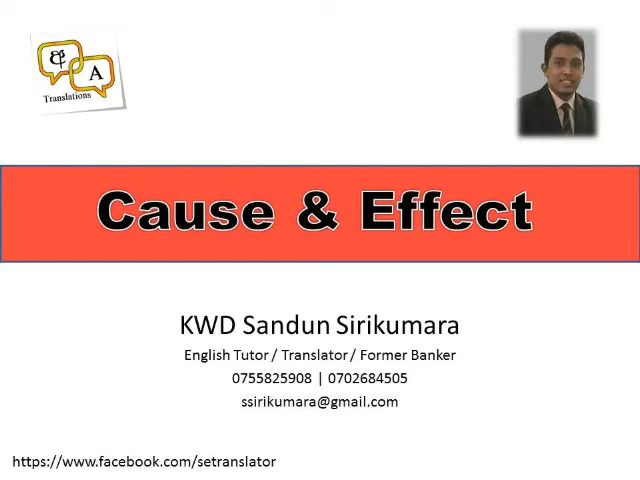 අ
A
Translations
Cause & Effect
KWD Sandun Sirikumara
English Tutor / Translator / Former Banker
0755825908 | 0702684505
ssirikumara@gmail.com
https://www.facebook.com/setranslator